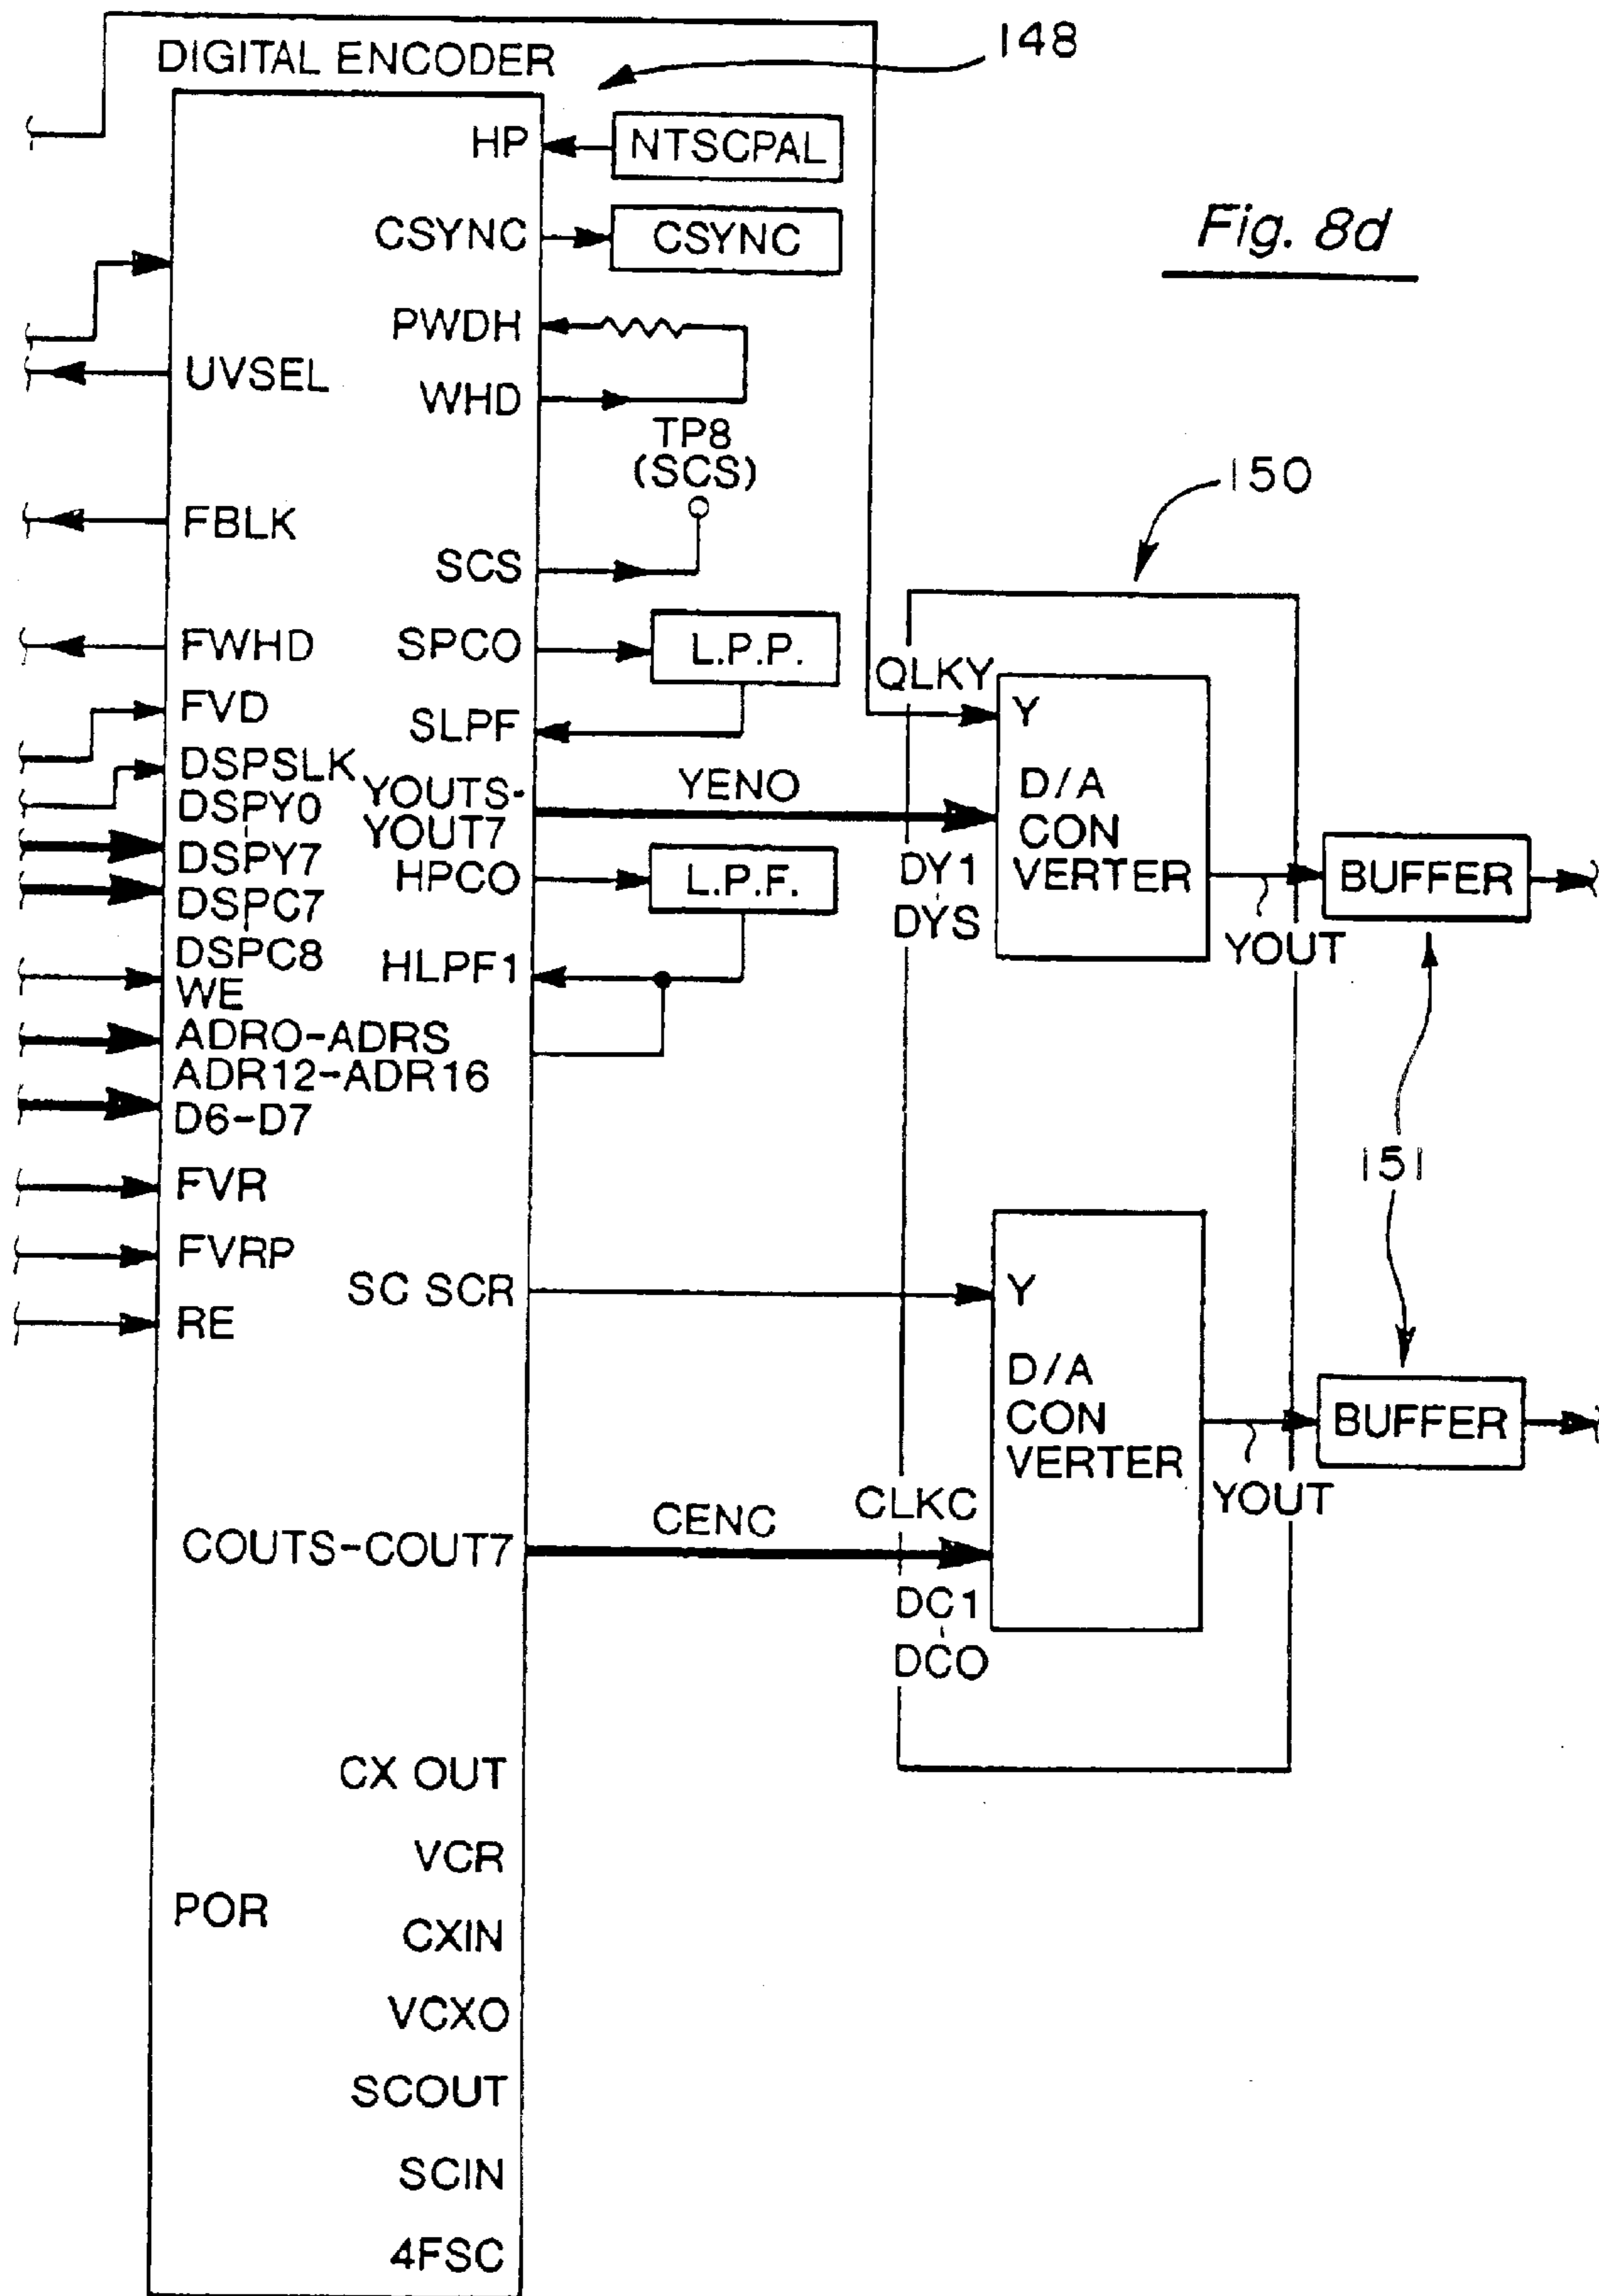 DIGITAL ENCODER
148
HP
NTSCPAL
CSYNC
CSYNC
Fig. 8d
PWDH
UVSEL
WHD
TP8
(SCS)
150
FBLK
SCS
FWHD
SPCO
L.P.P.
QLKY
FVD
SLPF
Y
DSPSLK
DSPY0
YOUTS-
YOUT7
YENO
D/A
CON
VERTER
DSPY7
HPCO
L.P.F.
DY1
DYS
BUFFER
DSPC7
YOUT
DSPC8
HLPF1
WE
ADRO-ADRS
ADR12-ADR16
D6-D7
FVR
151
FVRP
SC SCR
Y
RE
D/A
CON
VERTER
BUFFER
YOUT
CLKC
CENC
COUTS-COUT7
DC1
DCO
CX OUT
VCR
POR
CXIN
VCXO
SCOUT
SCIN
4FSC